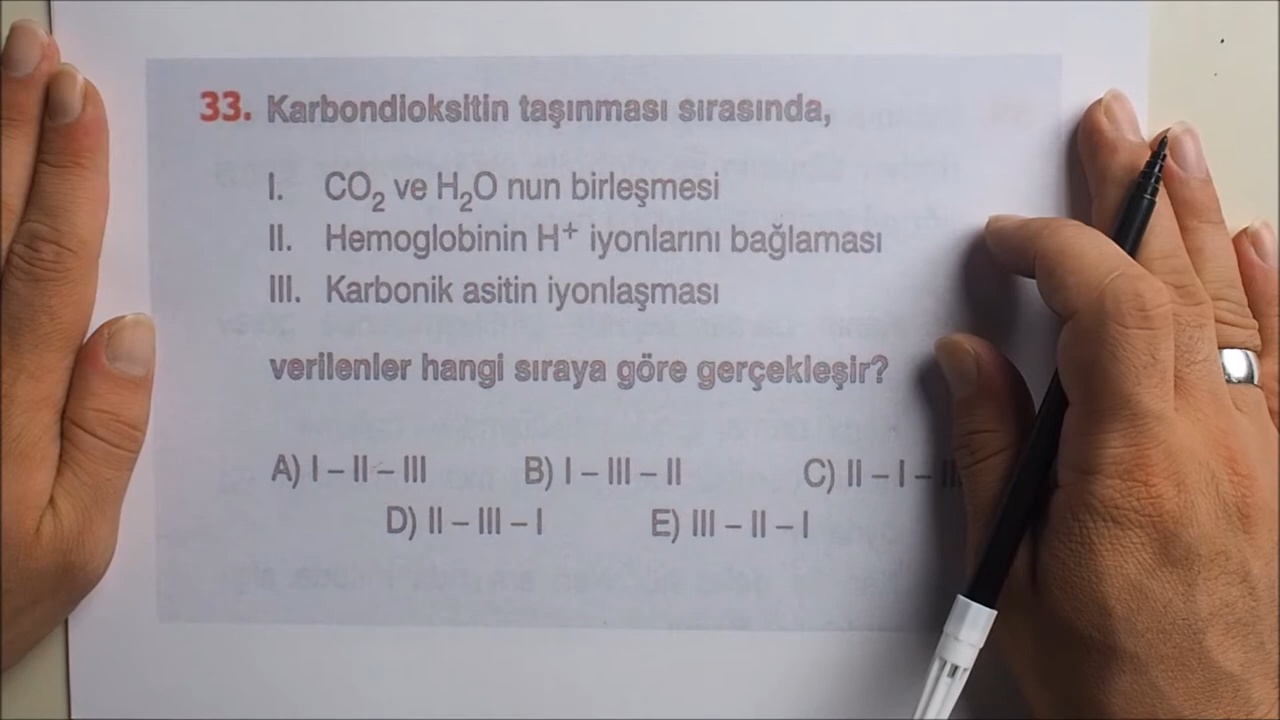 33. Karbondioksitin taşınması sırasında,
I. CO₂ ve H₂O nun birleşmesi
II. Hemoglobinin H⁺ iyonlarını bağlaması
III. Karbonik asitin iyonlaşması
verilenler hangi sıraya göre gerçekleşir?
A) I – II – III B) I – III – II C) II – I –
D) II – III – I E) III – II – I